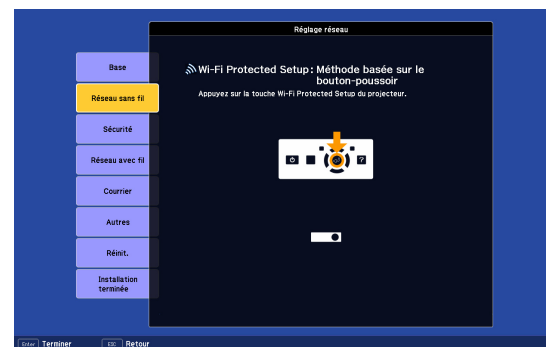 Réglage réseau
Base
Réseau sans fil
Sécurité
Réseau avec fil
Courrier
Autres
Réinit.
Installation
terminée
Wi-Fi Protected Setup: Méthode basée sur le
bouton-poussoir
Appuyez sur la touche Wi-Fi Protected Setup du projecteur.
?
Enter Terminer ESC Retour